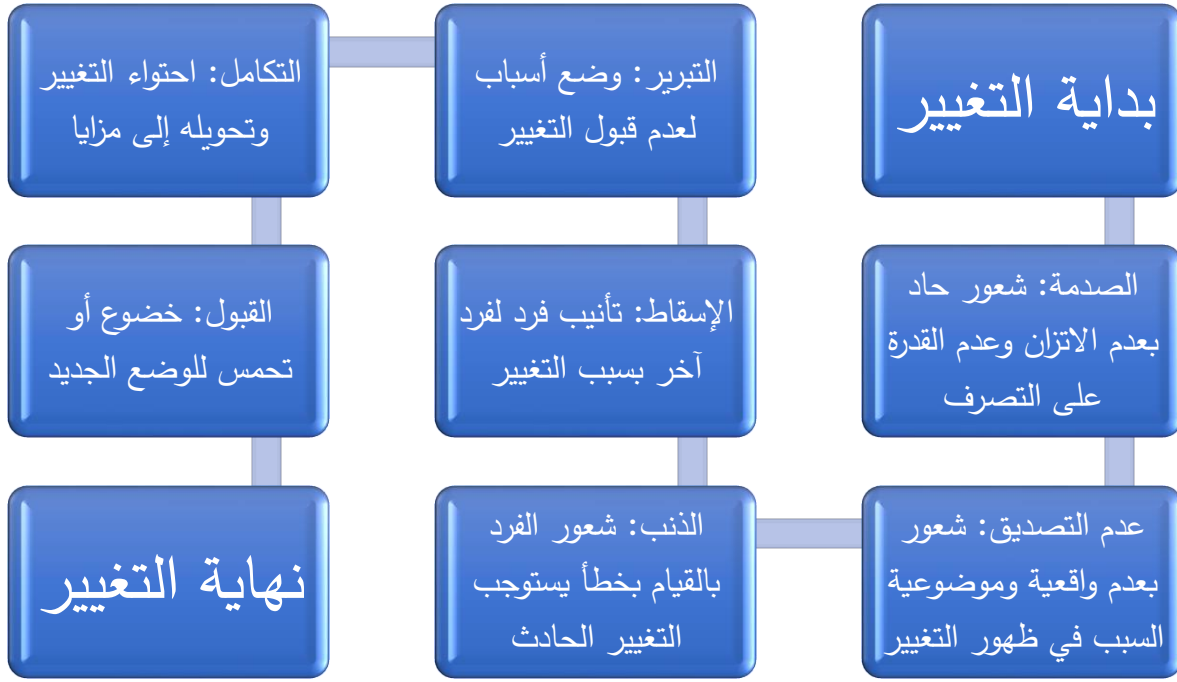 بداية التغيير
الصدمة: شعور حاد
بعدم الاتزان وعدم القدرة
على التصرف
عدم التصديق: شعور
بعدم واقعية وموضوعية
السبب في ظهور التغيير
الذنب: شعور الفرد
بالقيام بخطأ يستوجب
التغيير الحادث
الإسقاط: تأنيب فرد لفرد
آخر بسبب التغيير
التبرير: وضع أسباب
لعدم قبول التغيير
التكامل: احتواء التغيير
وتحويله إلى مزايا
القبول: خضوع أو
تحمس للوضع الجديد
نهاية التغيير